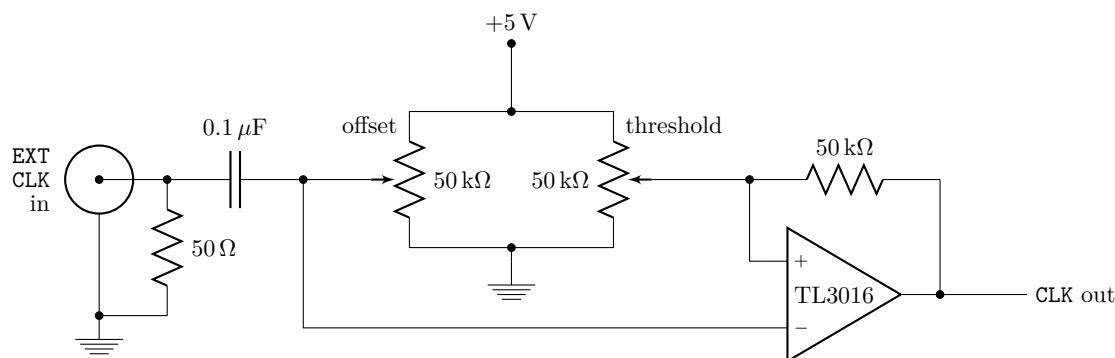 +5 V
0.1 μF
offset
threshold
50 kΩ
EXT
CLK
in
50 kΩ
50 kΩ
50 Ω
+
TL3016
−
CLK out